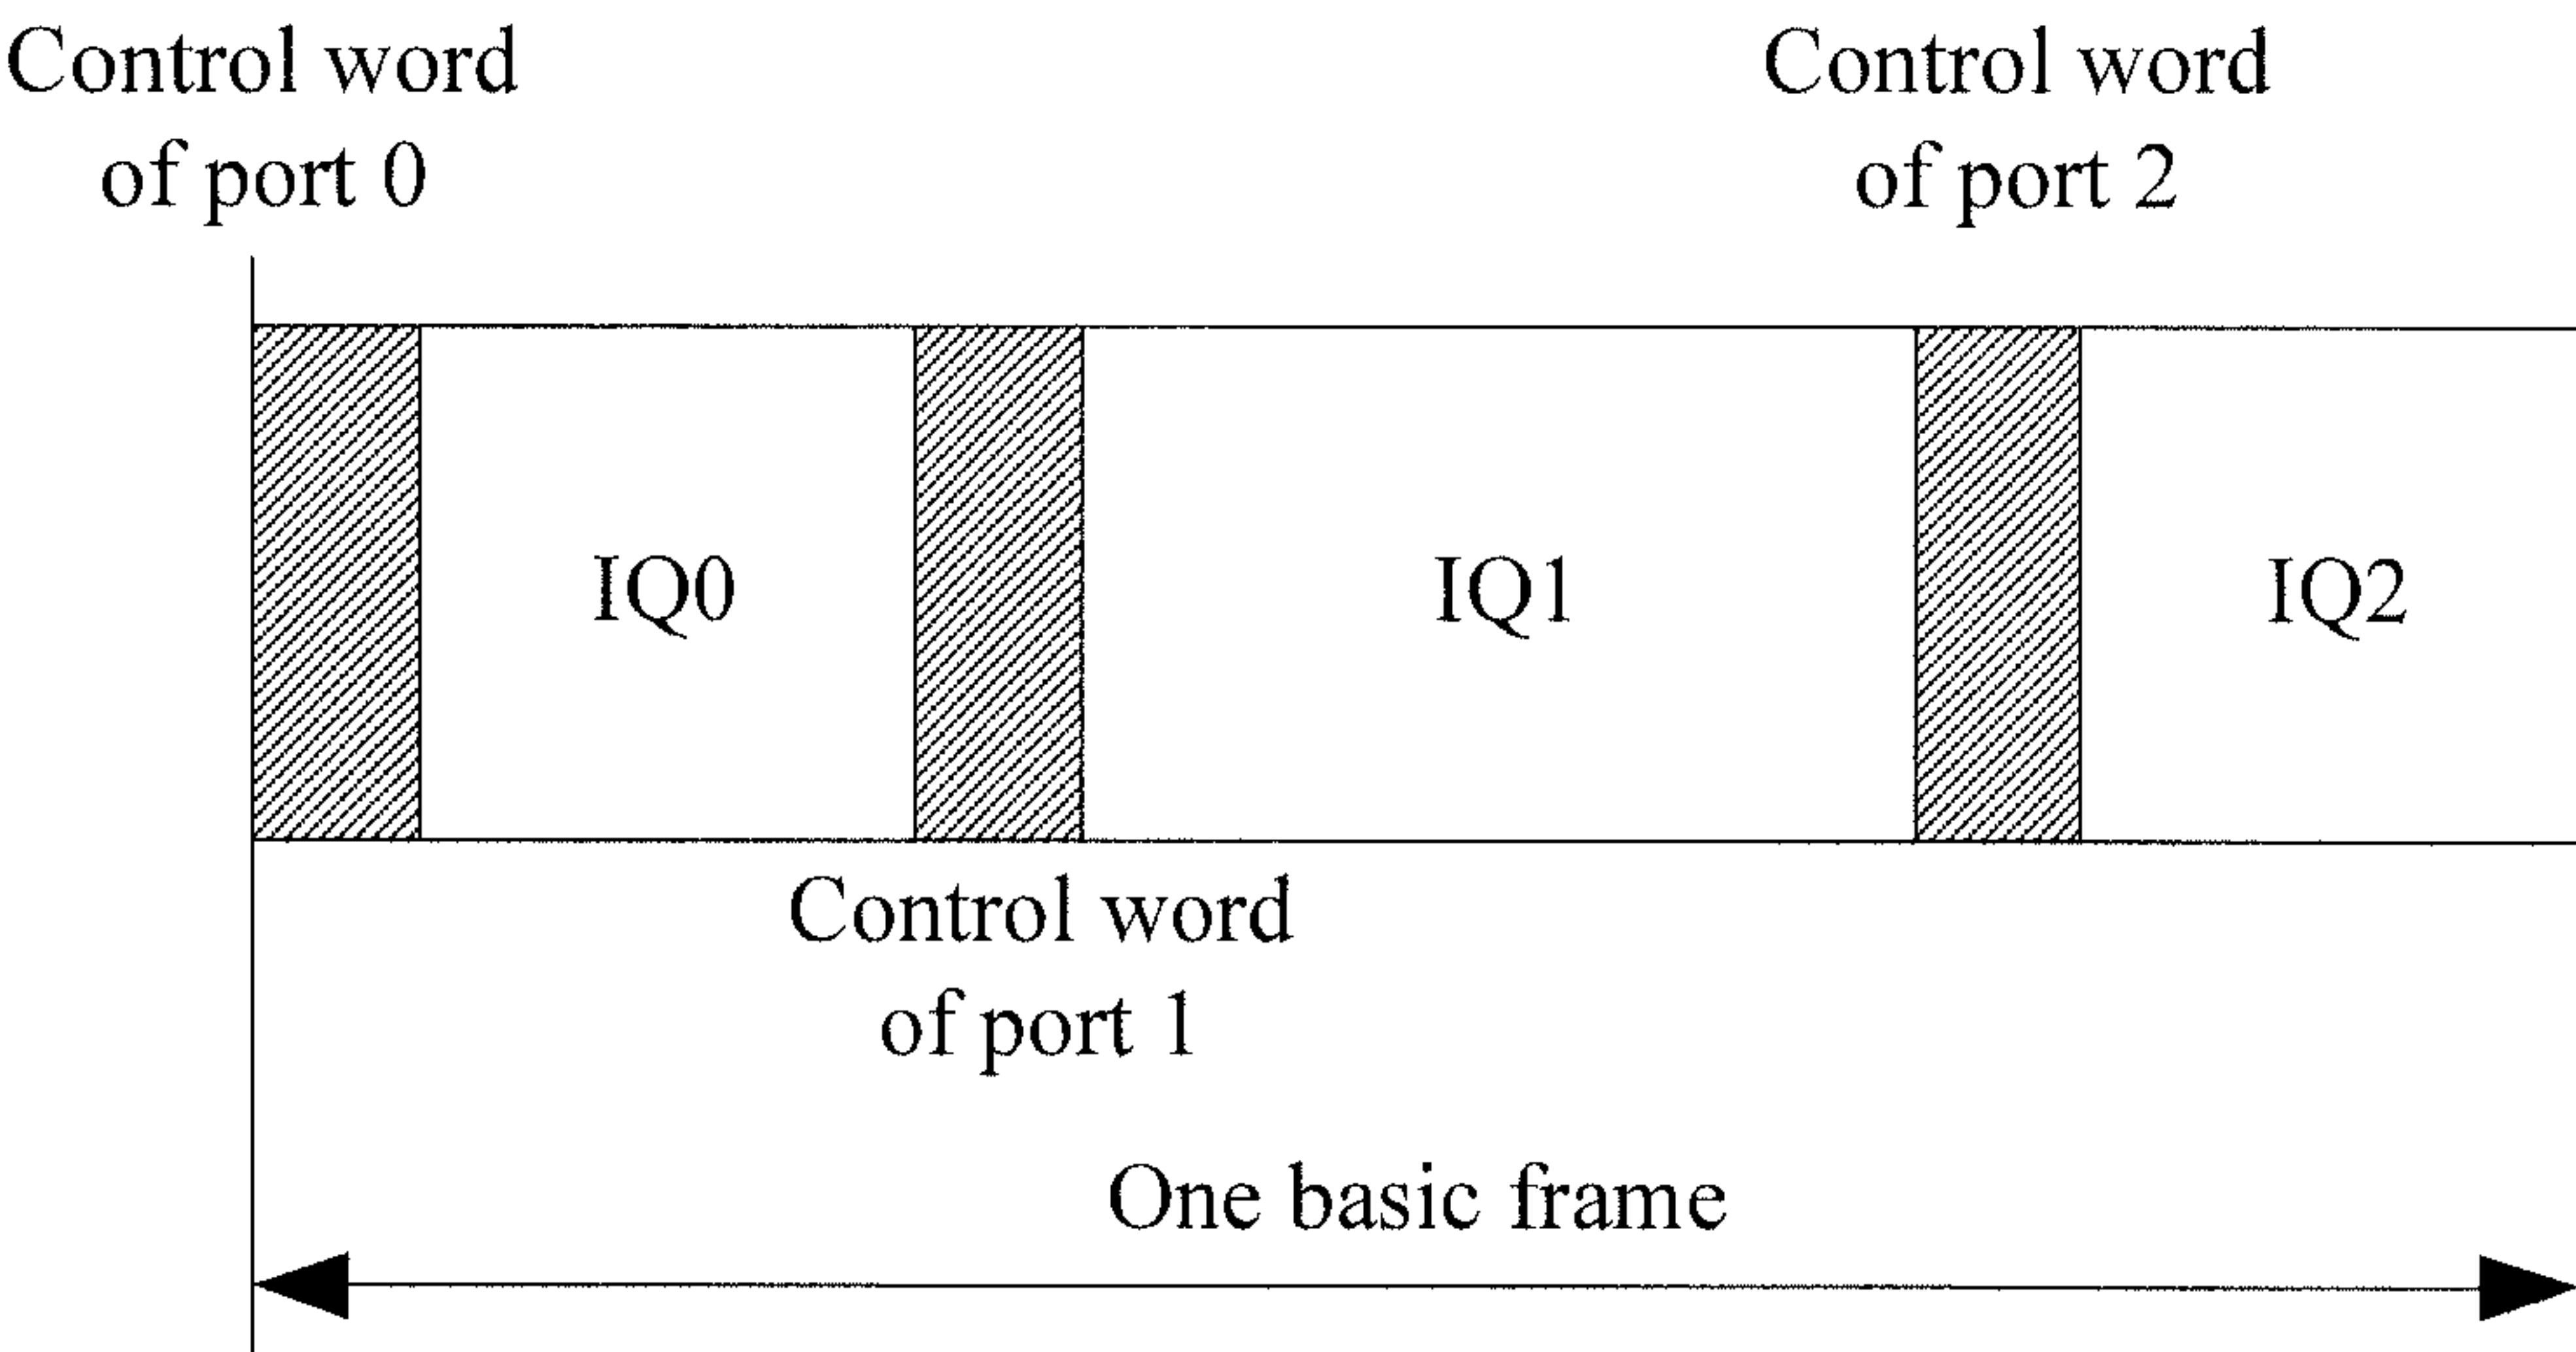 Control word
of port 0
Control word
of port 2
IQ0
IQ1
IQ2
Control word
of port 1
One basic frame